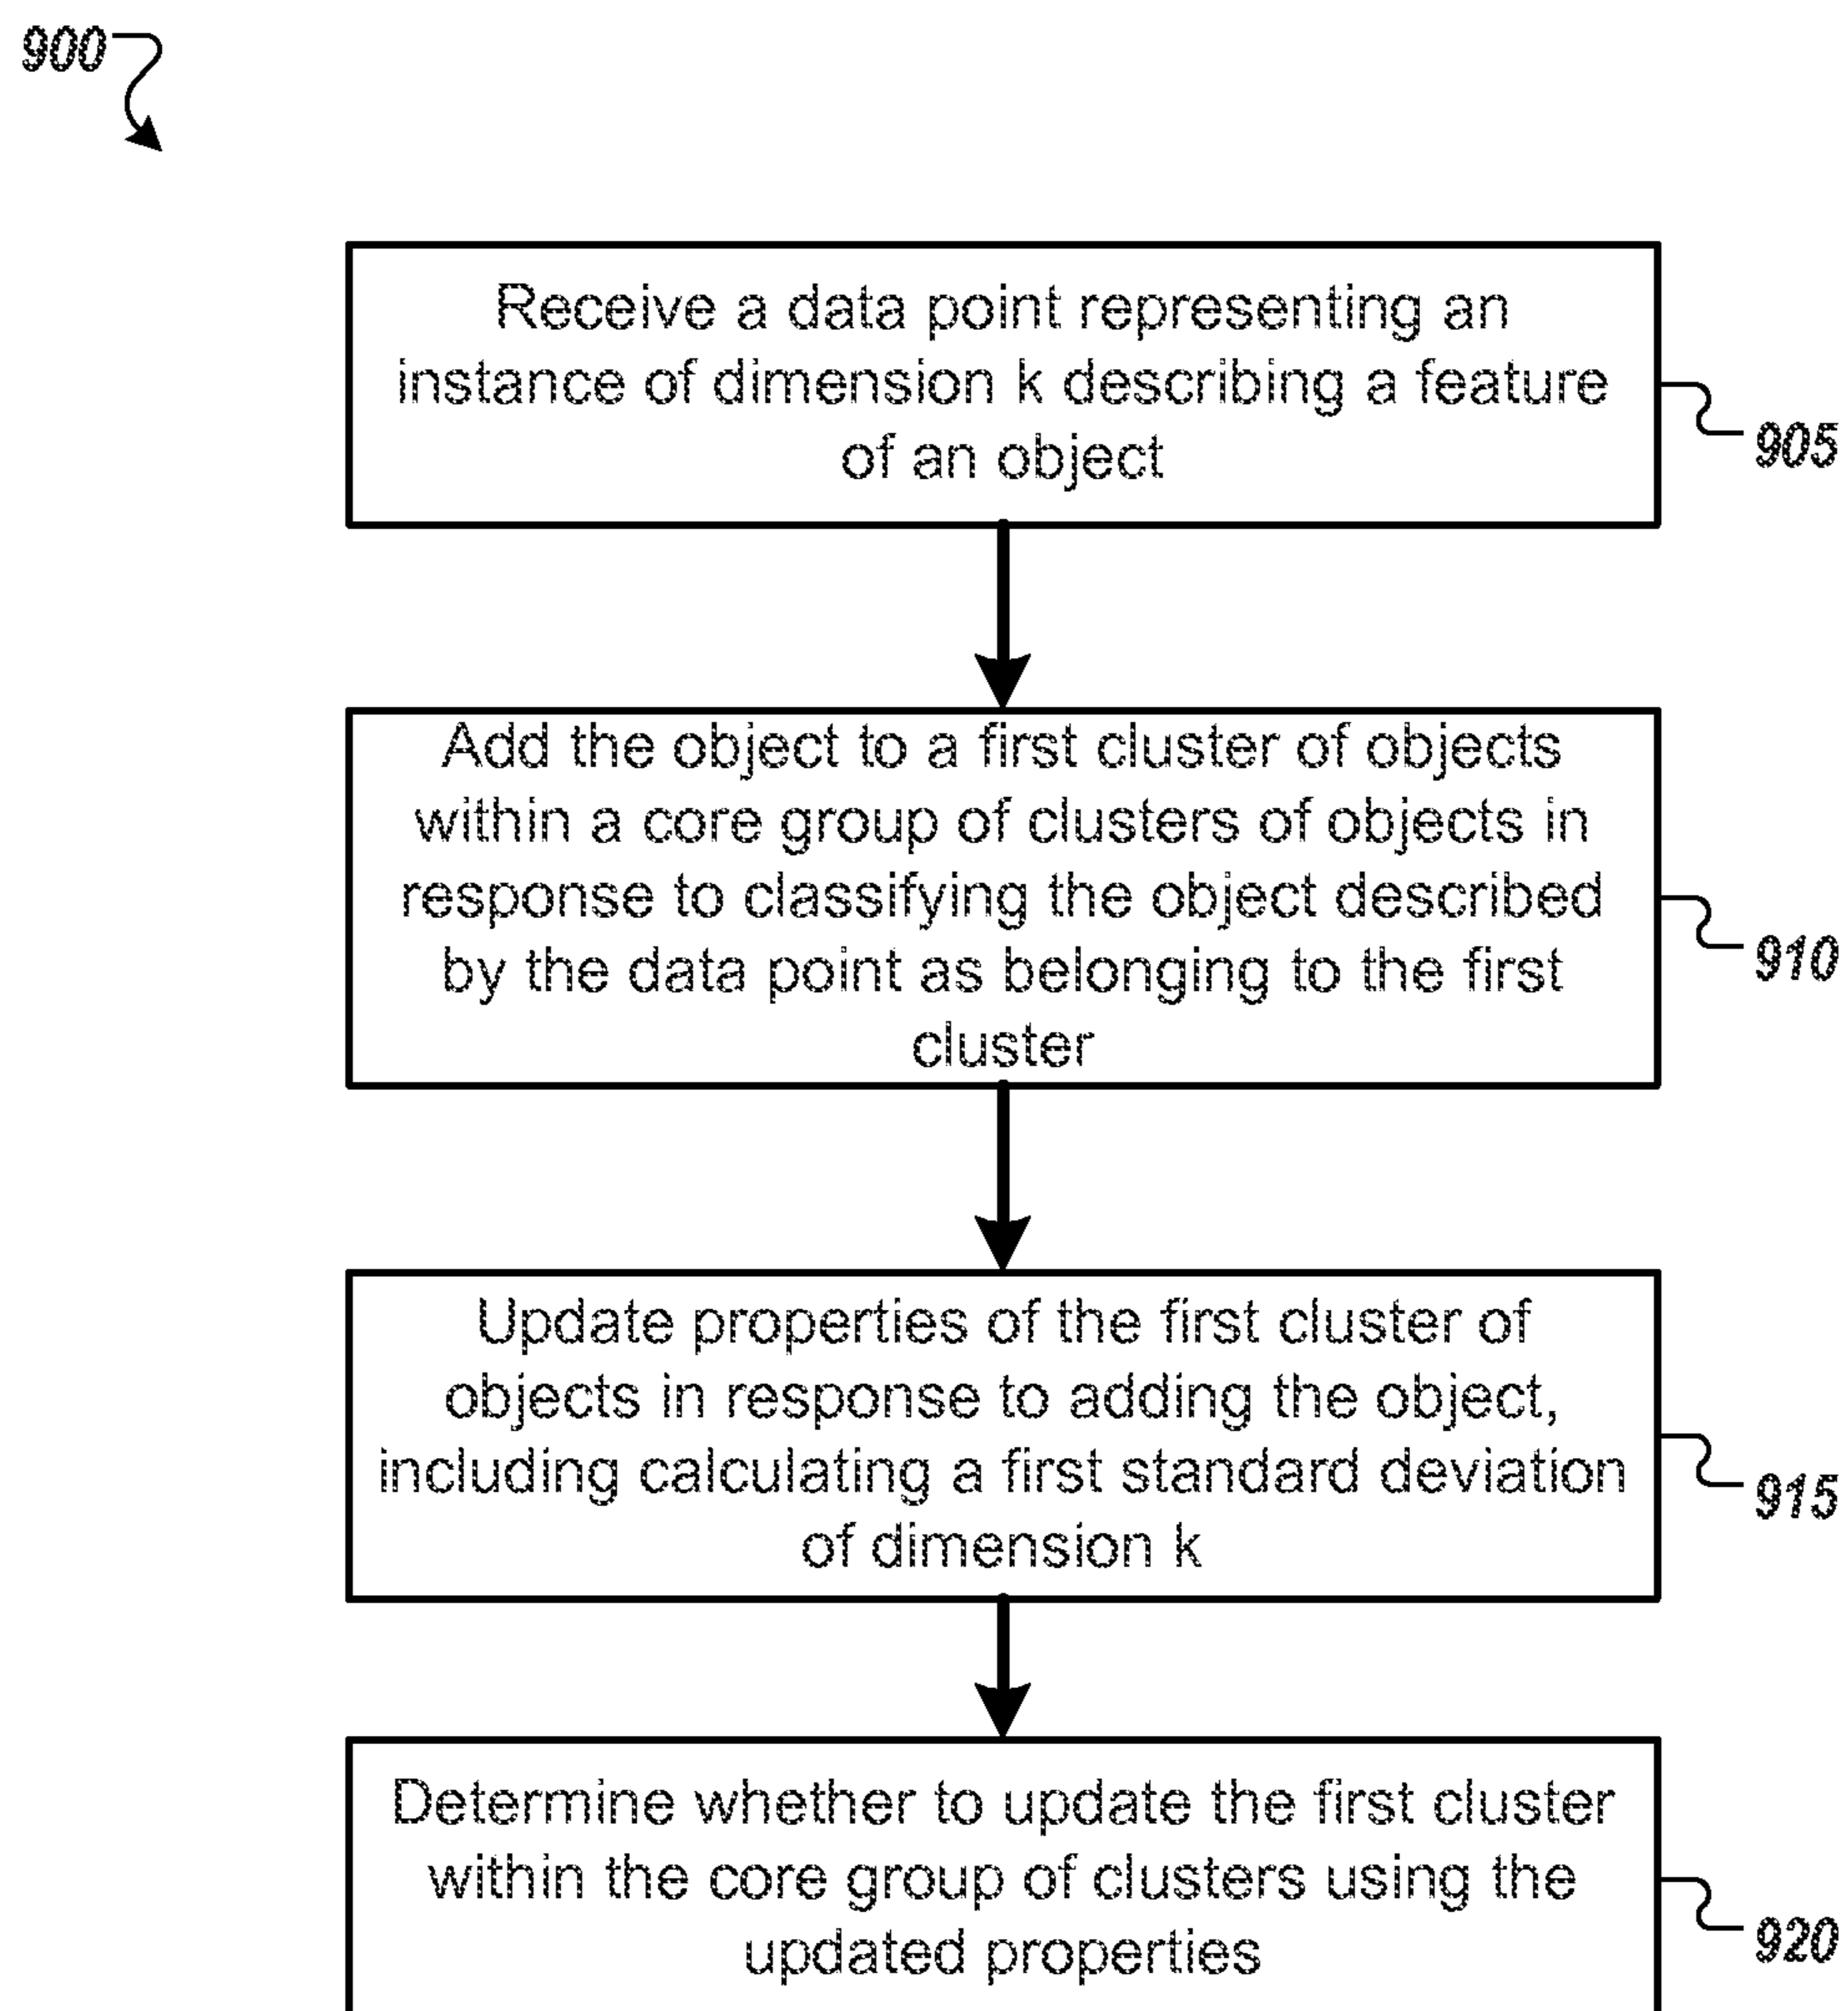 900
Receive a data point representing an
instance of dimension k describing a feature
of an object
905
Add the object to a first cluster of objects
within a core group of clusters of objects in
response to classifying the object described
by the data point as belonging to the first
cluster
910
Update properties of the first cluster of
objects in response to adding the object,
including calculating a first standard deviation
of dimension k
915
Determine whether to update the first cluster
within the core group of clusters using the
updated properties
920